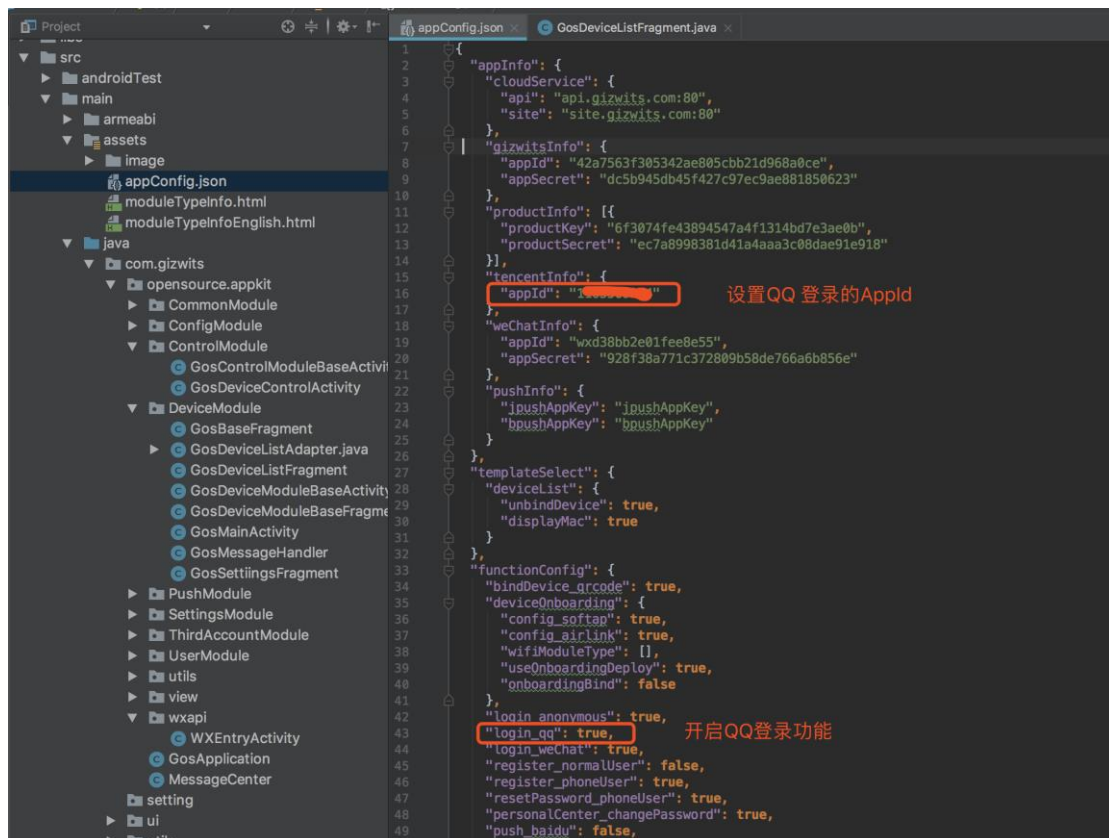 Project
appConfig.json
GosDeviceListFragment.java
src
androidTest
main
armeabi
assets
image
appConfig.json
moduleTypeInfo.html
moduleTypeInfoEnglish.html
java
com.gizwits
opensource.appkit
CommonModule
ConfigModule
ControlModule
GosControlModuleBaseActivi
GosDeviceControlActivity
DeviceModule
GosBaseFragment
GosDeviceListAdapter.java
GosDeviceListFragment
GosDeviceModuleBaseActivity
GosDeviceModuleBaseFragme
GosMainActivity
GosMessageHandler
GosSettiingsFragment
PushModule
SettingsModule
ThirdAccountModule
UserModule
utils
view
wxapi
WXEntryActivity
GosApplication
MessageCenter
setting
ui
1 {
2 "appInfo": {
3 "cloudService": {
4 "api": "api.gizwits.com:80",
5 "site": "site.gizwits.com:80"
6 },
7 "gizwitsInfo": {
8 "appId": "42a7563f305342ae805cbb21d968a0ce",
9 "appSecret": "dc5b945db45f427c97ec9ae881850623"
10 },
11 "productInfo": [{
12 "productKey": "6f3074fe43894547a4f1314bd7e3ae0b",
13 "productSecret": "ec7a8998381d41a4aaa3c08dae91e918"
14 }],
15 "tencentInfo": {
16 "appId": "1
设置QQ 登录的AppId
17 },
18 "weChatInfo": {
19 "appId": "wxd38bb2e01fee8e55",
20 "appSecret": "928f38a771c372809b58de766a6b856e"
21 },
22 "pushInfo": {
23 "jpushAppKey": "jpushAppKey",
24 "bpushAppKey": "bpushAppKey"
25 }
26 },
27 "templateSelect": {
28 "deviceList": {
29 "unbindDevice": true,
30 "displayMac": true
31 }
32 },
33 "functionConfig": {
34 "bindDevice_qrcode": true,
35 "deviceOnboarding": {
36 "config_softap": true,
37 "config_airlink": true,
38 "wifiModuleType": [],
39 "useOnboardingDeploy": true,
40 "onboardingBind": false
41 },
42 "login_anonymous": true,
43 "login_qq": true,
开启QQ登录功能
44 "login_weChat": true,
45 "register_normalUser": false,
46 "register_phoneUser": true,
47 "resetPassword_phoneUser": true,
48 "personalCenter_changePassword": true,
49 "push_baidu": false,